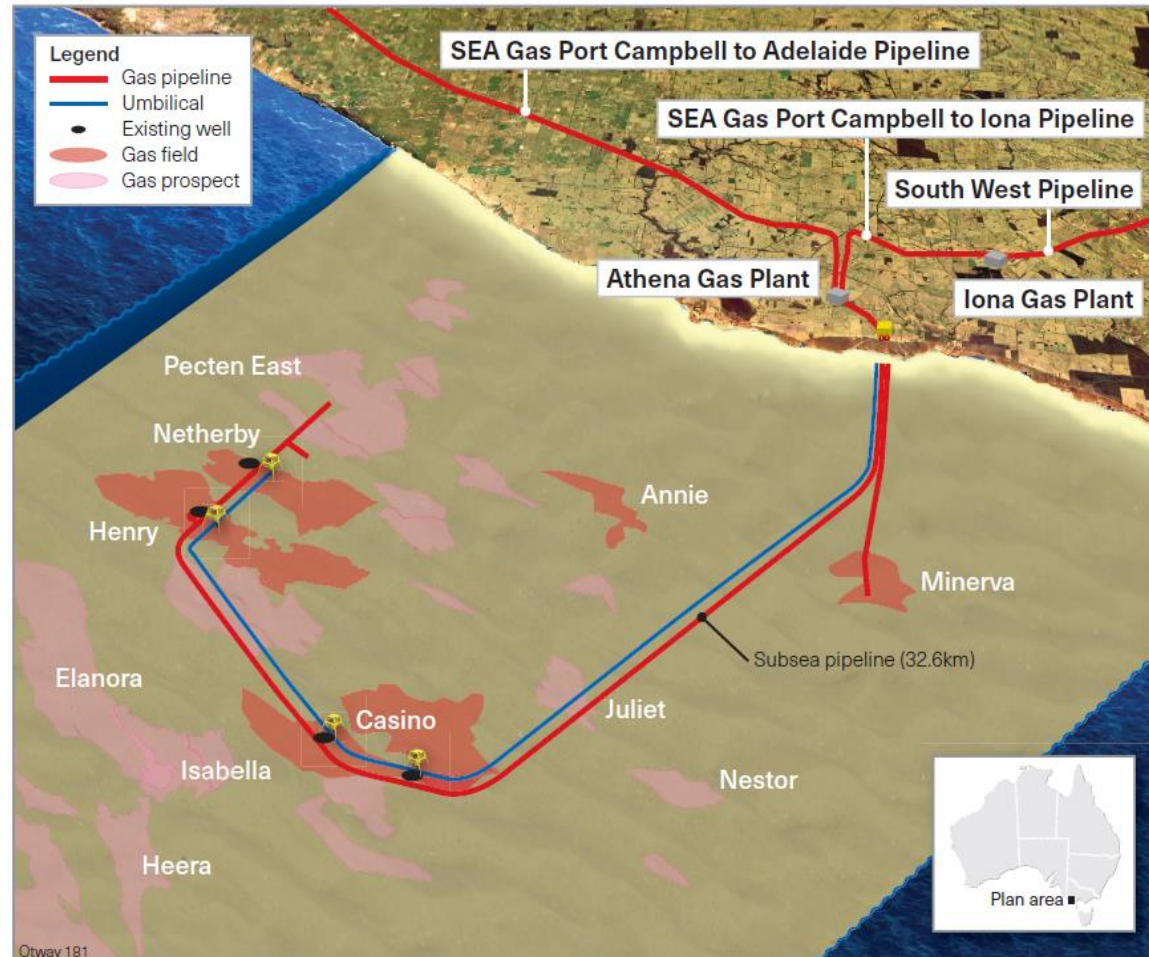 Legend
Gas pipeline
Umbilical
Existing well
Gas field
Gas prospect
SEA Gas Port Campbell to Adelaide Pipeline
SEA Gas Port Campbell to Iona Pipeline
South West Pipeline
Athena Gas Plant
Iona Gas Plant
Pecten East
Netherby
Henry
Annie
Minerva
Subsea pipeline (32.6km)
Elanora
Casino
Juliet
Isabella
Nestor
Heera
Plan area
Otway 181